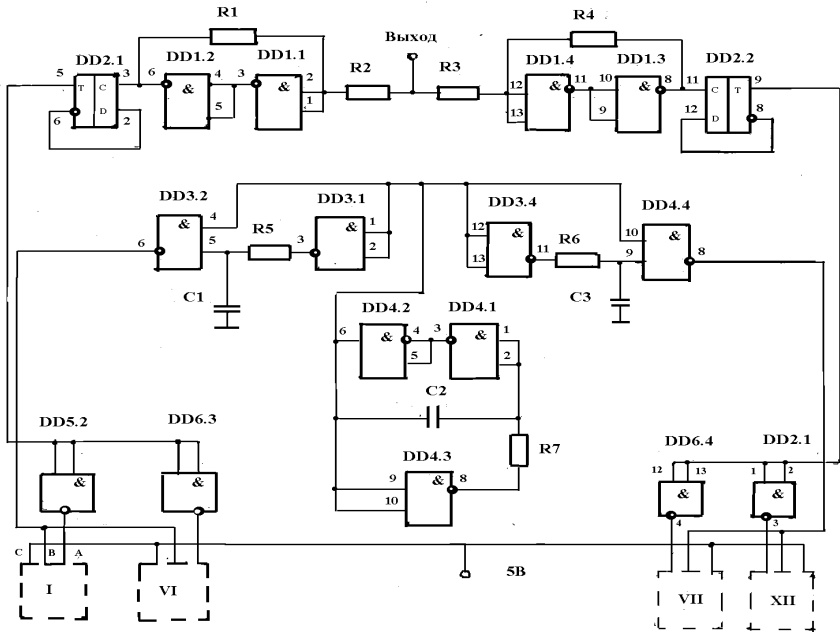 R1 Выход R4
DD2.1 DD1.2 DD1.1 DD1.4 DD1.3 DD2.2
5 T C 3 6 & 4 3 & 2 R2 R3 12 & 11 10 & 8 11 C T 9
6 D 2 5 1 13 9 12 D 8
DD3.2 DD3.1 DD3.4 DD4.4
& 4 R5 & 1 12 & R6 10 &
6 5 3 2 13 11 9 8
C1 C3
DD4.2 DD4.1
6 & 4 3 & 1
5 2
C2
DD5.2 DD6.3 R7 DD6.4 DD2.1
DD4.3
& & 9 & 8 12 13 1 2
10 & &
4 3
C B A
5В
I VI VII XII